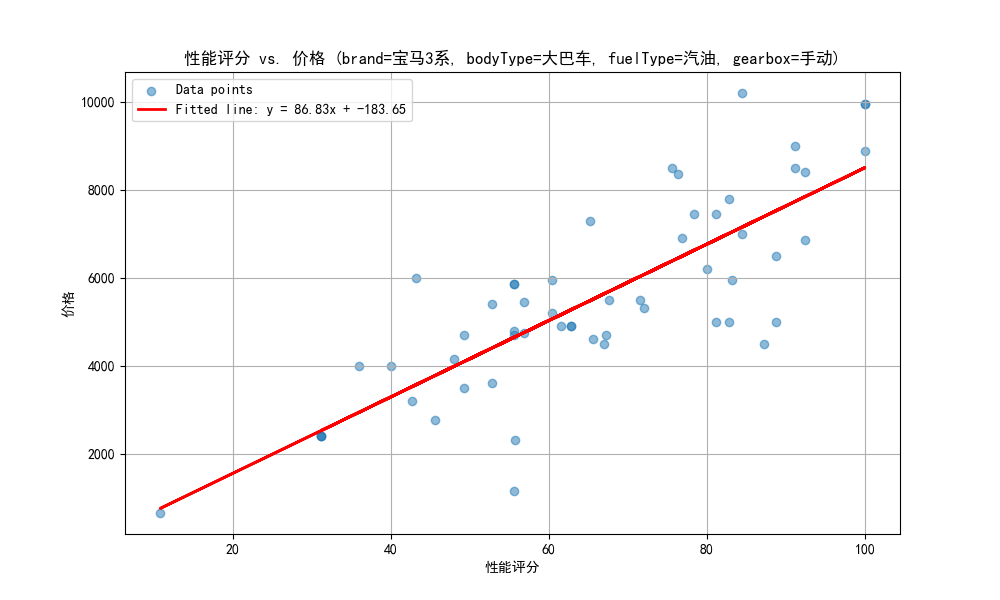 性能评分 vs. 价格 (brand=宝马3系, bodyType=大巴车, fuelType=汽油, gearbox=手动)
Data points
Fitted line: y = 86.83x + -183.65
10000
8000
6000
4000
2000
价格
20 40 60 80 100
性能评分